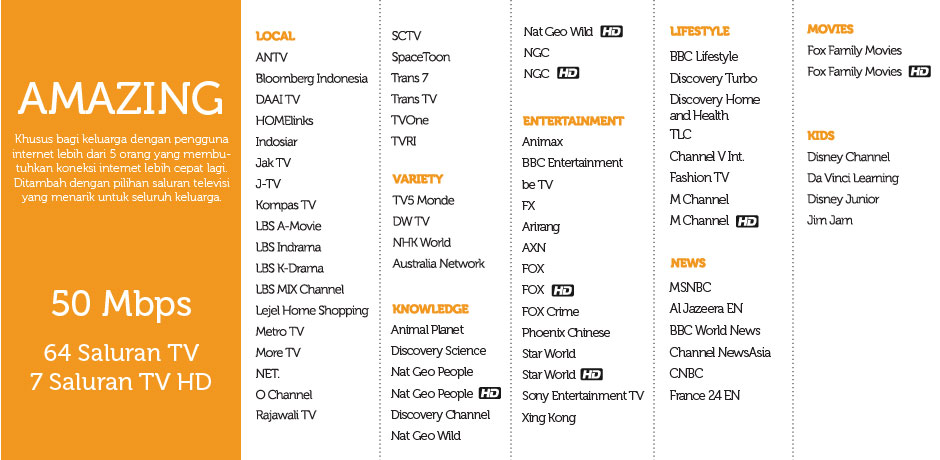 AMAZING
Khusus bagi keluarga dengan pengguna
internet lebih dari 5 orang yang membu-
tuhkan koneksi internet lebih cepat lagi.
Ditambah dengan pilihan saluran televisi
yang menarik untuk seluruh keluarga.
50 Mbps
64 Saluran TV
7 Saluran TV HD
LOCAL
ANTV
Bloomberg Indonesia
DAAI TV
HOMElinks
Indosiar
Jak TV
J-TV
Kompas TV
LBS A-Movie
LBS Indrama
LBS K-Drama
LBS MIX Channel
Lejel Home Shopping
Metro TV
More TV
NET.
O Channel
Rajawali TV
SCTV
SpaceToon
Trans 7
Trans TV
TVOne
TVRI
VARIETY
TV5 Monde
DW TV
NHK World
Australia Network
KNOWLEDGE
Animal Planet
Discovery Science
Nat Geo People
Nat Geo People HD
Discovery Channel
Nat Geo Wild
Nat Geo Wild HD
NGC
NGC HD
ENTERTAINMENT
Animax
BBC Entertainment
be TV
FX
Arirang
AXN
FOX
FOX HD
FOX Crime
Phoenix Chinese
Star World
Star World HD
Sony Entertainment TV
Xing Kong
LIFESTYLE
BBC Lifestyle
Discovery Turbo
Discovery Home
and Health
TLC
Channel V Int.
Fashion TV
M Channel
M Channel HD
NEWS
MSNBC
Al Jazeera EN
BBC World News
Channel NewsAsia
CNBC
France 24 EN
MOVIES
Fox Family Movies
Fox Family Movies HD
KIDS
Disney Channel
Da Vinci Learning
Disney Junior
Jim Jam